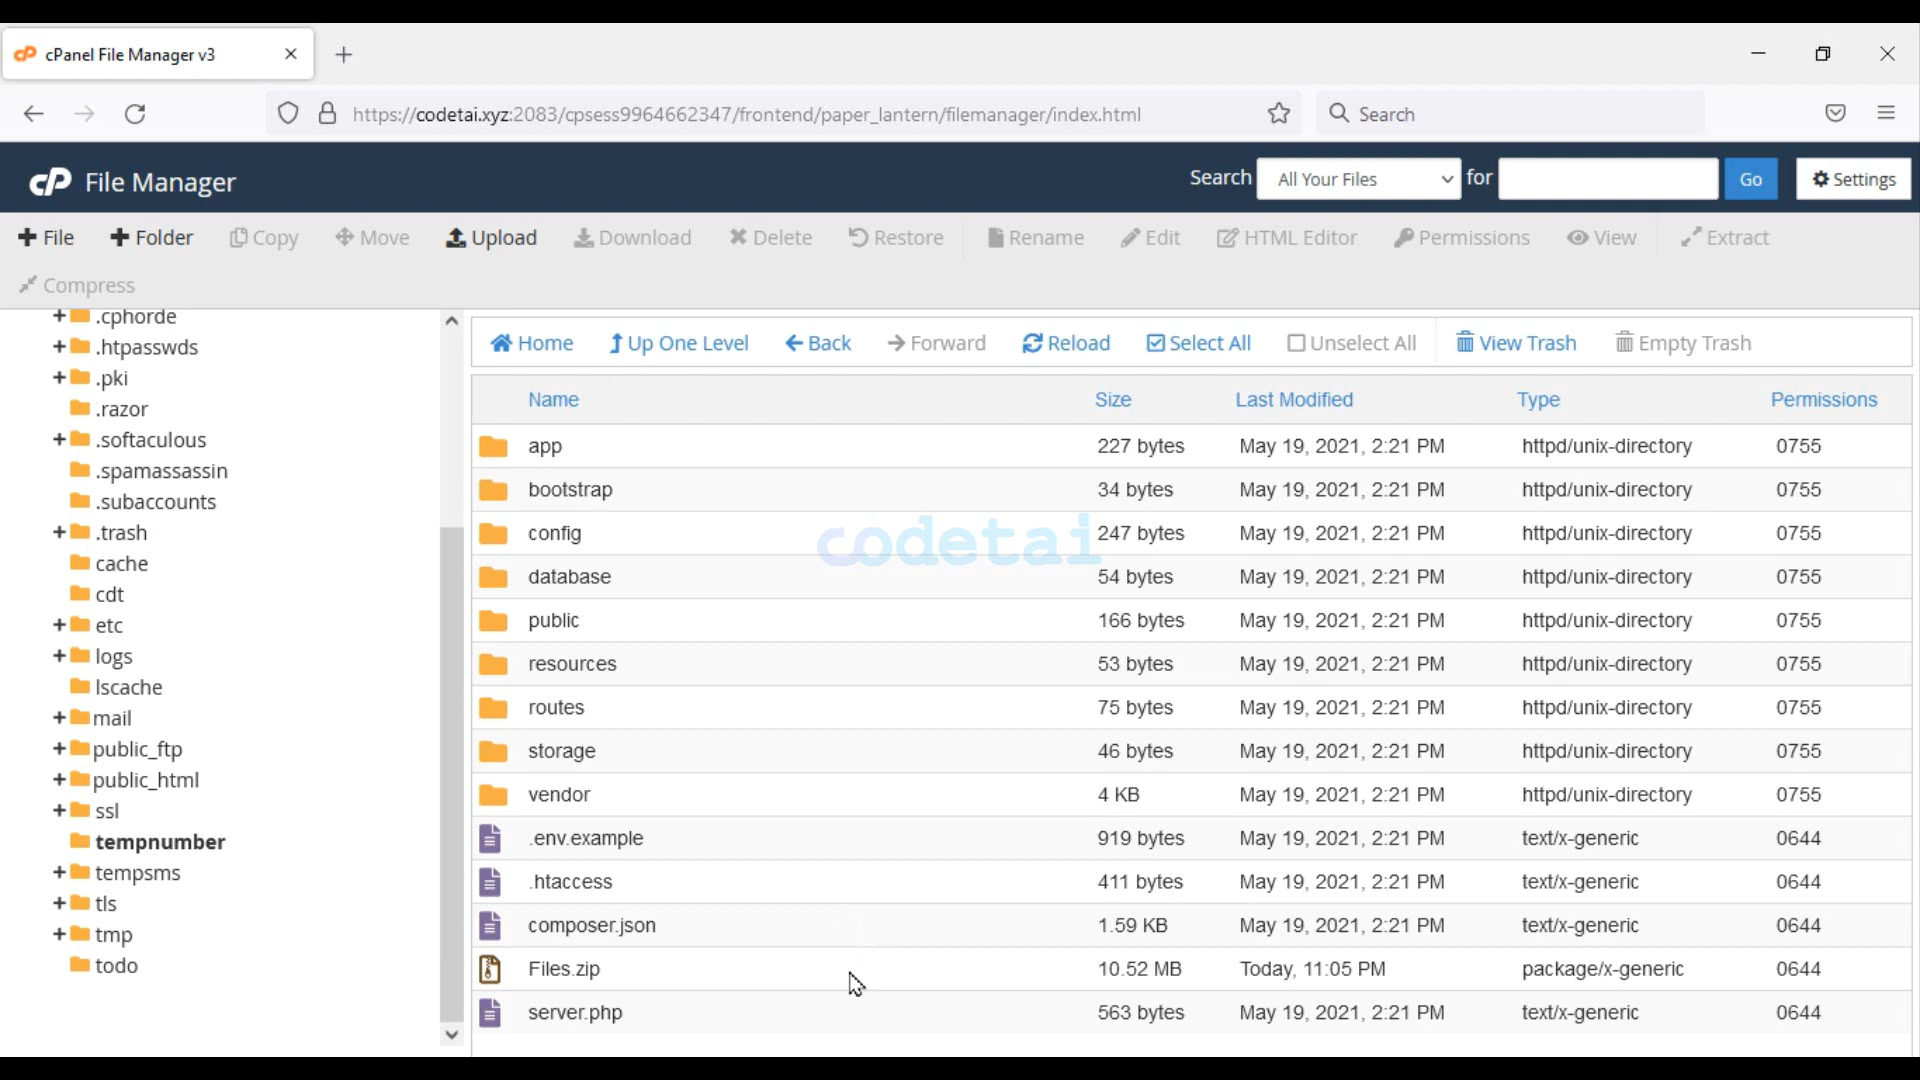 cPanel File Manager v3
https://codetai.xyz:2083/cpsess9964662347/frontend/paper_lantern/filemanager/index.html
Search
cP File Manager
Search All Your Files for Go Settings
File Folder Copy Move Upload Download Delete Restore Rename Edit HTML Editor Permissions View Extract
Compress
.cphorde
.htpasswds
.pki
.razor
.softaculous
.spamassassin
.subaccounts
.trash
cache
cdt
etc
logs
lscache
mail
public_ftp
public_html
ssl
tempnumber
tempsms
tls
tmp
todo
Home Up One Level Back Forward Reload Select All Unselect All View Trash Empty Trash
Name Size Last Modified Type Permissions
app 227 bytes May 19, 2021, 2:21 PM httpd/unix-directory 0755
bootstrap 34 bytes May 19, 2021, 2:21 PM httpd/unix-directory 0755
config 247 bytes May 19, 2021, 2:21 PM httpd/unix-directory 0755
codetai
database 54 bytes May 19, 2021, 2:21 PM httpd/unix-directory 0755
public 166 bytes May 19, 2021, 2:21 PM httpd/unix-directory 0755
resources 53 bytes May 19, 2021, 2:21 PM httpd/unix-directory 0755
routes 75 bytes May 19, 2021, 2:21 PM httpd/unix-directory 0755
storage 46 bytes May 19, 2021, 2:21 PM httpd/unix-directory 0755
vendor 4 KB May 19, 2021, 2:21 PM httpd/unix-directory 0755
.env.example 919 bytes May 19, 2021, 2:21 PM text/x-generic 0644
.htaccess 411 bytes May 19, 2021, 2:21 PM text/x-generic 0644
composer.json 1.59 KB May 19, 2021, 2:21 PM text/x-generic 0644
Files.zip 10.52 MB Today, 11:05 PM package/x-generic 0644
server.php 563 bytes May 19, 2021, 2:21 PM text/x-generic 0644